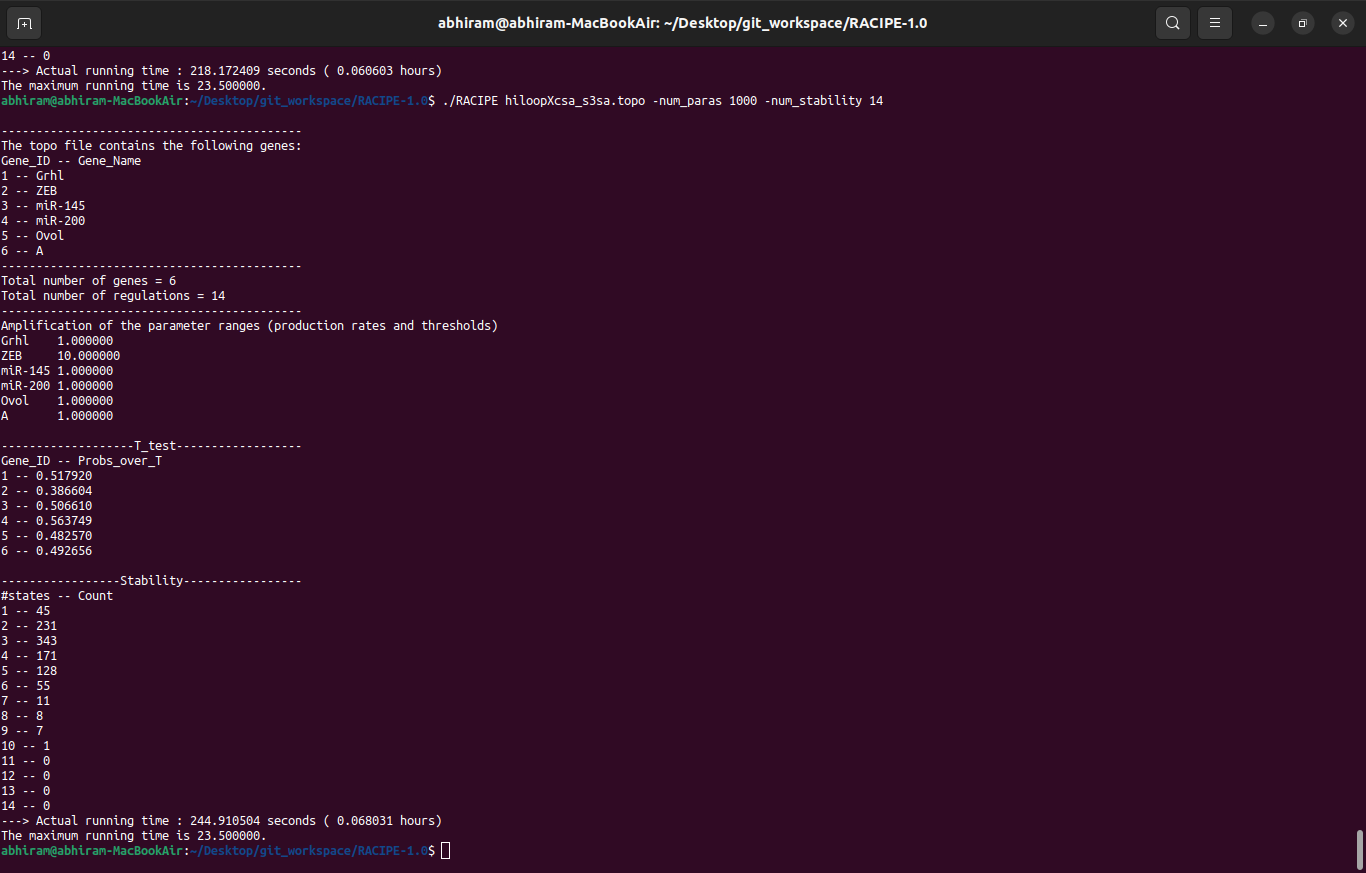 abhiram@abhiram-MacBookAir: ~/Desktop/git_workspace/RACIPE-1.0
14 -- 0
---> Actual running time : 218.172409 seconds ( 0.060603 hours)
The maximum running time is 23.500000.
abhiram@abhiram-MacBookAir:~/Desktop/git_workspace/RACIPE-1.0$ ./RACIPE hiloopXcsa_s3sa.topo -num_paras 1000 -num_stability 14
-------------------------------------------
The topo file contains the following genes:
Gene_ID -- Gene_Name
1 -- Grhl
2 -- ZEB
3 -- miR-145
4 -- miR-200
5 -- Ovol
6 -- A
-------------------------------------------
Total number of genes = 6
Total number of regulations = 14
-------------------------------------------
Amplification of the parameter ranges (production rates and thresholds)
Grhl    1.000000
ZEB     10.000000
miR-145 1.000000
miR-200 1.000000
Ovol    1.000000
A       1.000000
-------------------T_test------------------
Gene_ID -- Probs_over_T
1 -- 0.517920
2 -- 0.386604
3 -- 0.506610
4 -- 0.563749
5 -- 0.482570
6 -- 0.492656
-----------------Stability-----------------
#states -- Count
1 -- 45
2 -- 231
3 -- 343
4 -- 171
5 -- 128
6 -- 55
7 -- 11
8 -- 8
9 -- 7
10 -- 1
11 -- 0
12 -- 0
13 -- 0
14 -- 0
---> Actual running time : 244.910504 seconds ( 0.068031 hours)
The maximum running time is 23.500000.
abhiram@abhiram-MacBookAir:~/Desktop/git_workspace/RACIPE-1.0$